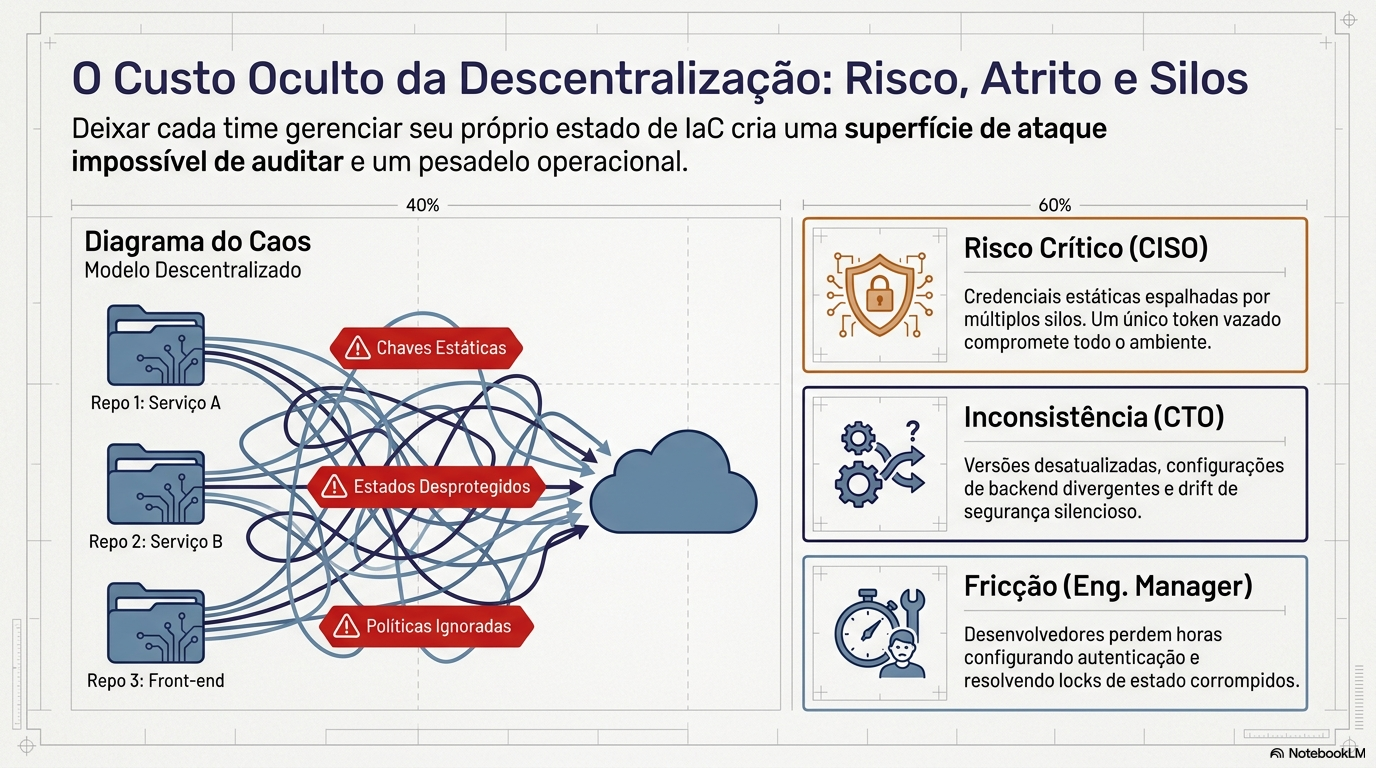 O Custo Oculto da Descentralização: Risco, Atrito e Silos
Deixar cada time gerenciar seu próprio estado de IaC cria uma superfície de ataque
impossível de auditar e um pesadelo operacional.
40%
Diagrama do Caos
Modelo Descentralizado
Repo 1: Serviço A
Repo 2: Serviço B
Repo 3: Front-end
Chaves Estáticas
Estados Desprotegidos
Políticas Ignoradas
60%
Risco Crítico (CISO)
Credenciais estáticas espalhadas por
múltiplos silos. Um único token vazado
compromete todo o ambiente.
?
Inconsistência (CTO)
Versões desatualizadas, configurações
de backend divergentes e drift de
segurança silencioso.
Fricção (Eng. Manager)
Desenvolvedores perdem horas
configurando autenticação e
resolvendo locks de estado corrompidos.
NotebookLM